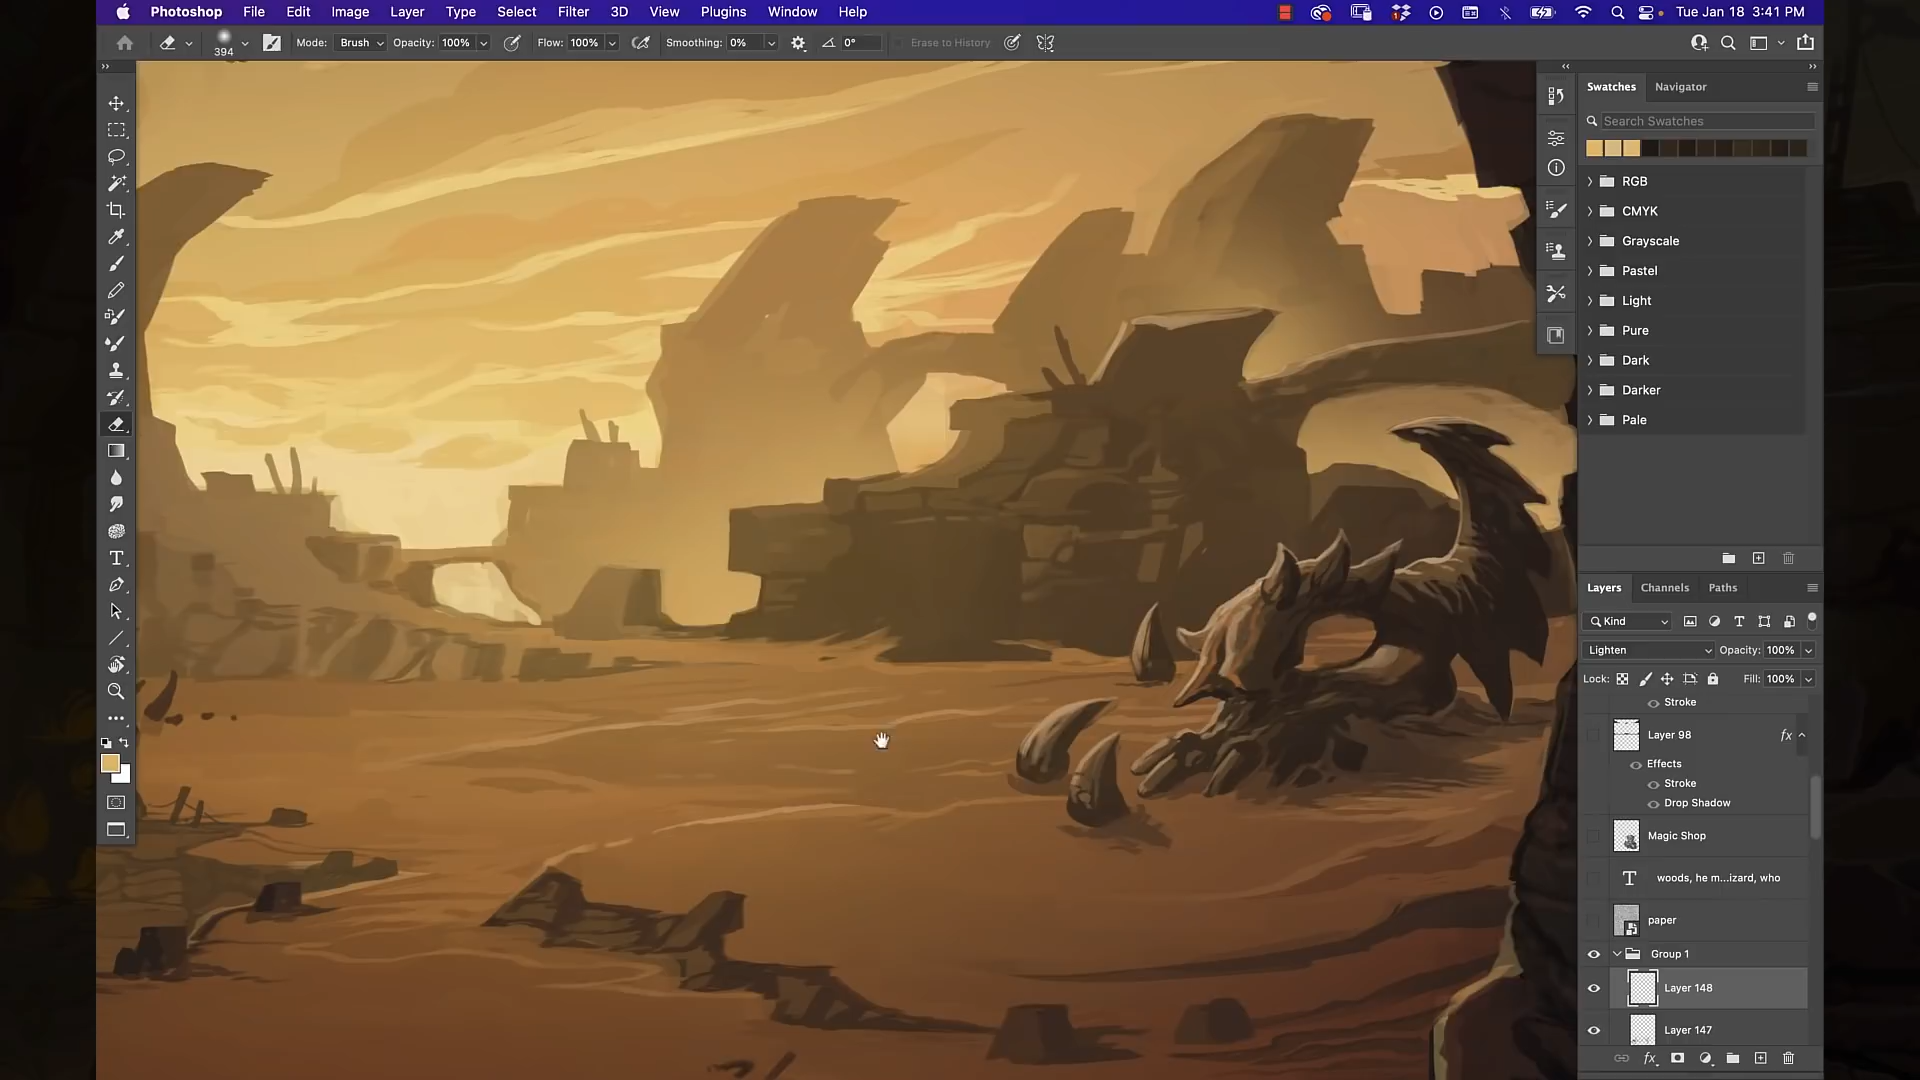 Photoshop File Edit Image Layer Type Select Filter 3D View Plugins Window Help Tue Jan 18 3:41 PM
394 Mode: Brush Opacity: 100% Flow: 100% Smoothing: 0% 0° Erase to History
Swatches Navigator
Search Swatches
RGB
CMYK
Grayscale
Pastel
Light
Pure
Dark
Darker
Pale
Layers Channels Paths
Kind
Lighten Opacity: 100%
Lock: Fill: 100%
Stroke
Layer 98 fx
Effects
Stroke
Drop Shadow
Magic Shop
woods, he m...izard, who
paper
Group 1
Layer 148
Layer 147
fx